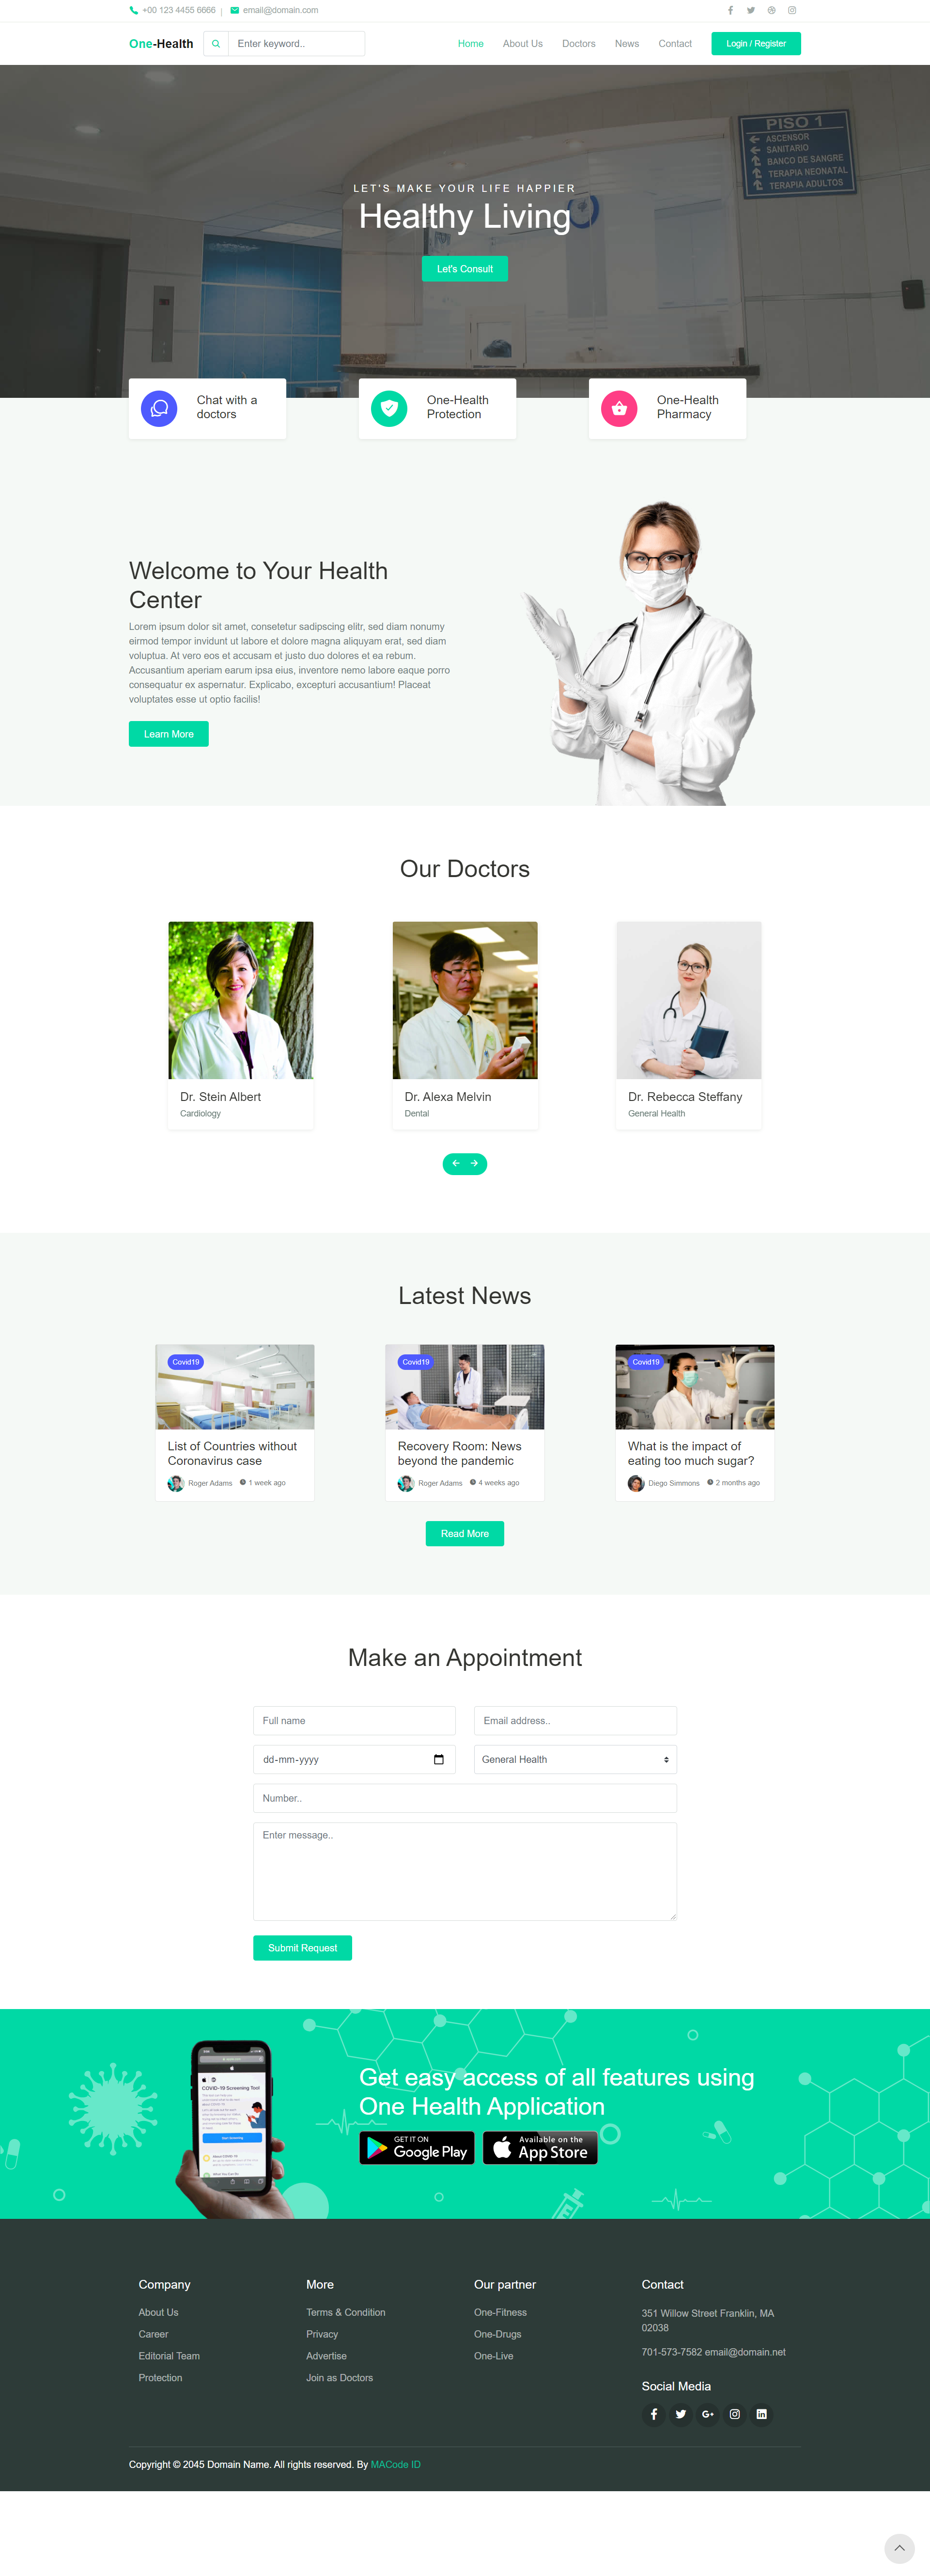 +00 123 4455 6666 | email@domain.com
One-Health
Enter keyword..
Home About Us Doctors News Contact Login / Register
PISO 1
ASCENSOR
SANITARIO
BANCO DE SANGRE
TERAPIA NEONATAL
TERAPIA ADULTOS
LET'S MAKE YOUR LIFE HAPPIER
Healthy Living
Let's Consult
Chat with a
doctors
One-Health
Protection
One-Health
Pharmacy
Welcome to Your Health
Center
Lorem ipsum dolor sit amet, consetetur sadipscing elitr, sed diam nonumy
eirmod tempor invidunt ut labore et dolore magna aliquyam erat, sed diam
voluptua. At vero eos et accusam et justo duo dolores et ea rebum.
Accusantium aperiam earum ipsa eius, inventore nemo labore eaque porro
consequatur ex aspernatur. Explicabo, excepturi accusantium! Placeat
voluptates esse ut optio facilis!
Learn More
Our Doctors
Dr. Stein Albert
Cardiology
Dr. Alexa Melvin
Dental
Dr. Rebecca Steffany
General Health
Latest News
Covid19
List of Countries without
Coronavirus case
Roger Adams 1 week ago
Covid19
Recovery Room: News
beyond the pandemic
Roger Adams 4 weeks ago
Covid19
What is the impact of
eating too much sugar?
Diego Simmons 2 months ago
Read More
Make an Appointment
Full name
Email address..
dd-mm-yyyy
General Health
Number..
Enter message..
Submit Request
COVID-19 Screening Tool
Get easy access of all features using
One Health Application
GET IT ON
Google Play
Available on the
App Store
Company
About Us
Career
Editorial Team
Protection
More
Terms & Condition
Privacy
Advertise
Join as Doctors
Our partner
One-Fitness
One-Drugs
One-Live
Contact
351 Willow Street Franklin, MA
02038
701-573-7582 email@domain.net
Social Media
Copyright © 2045 Domain Name. All rights reserved. By MACode ID